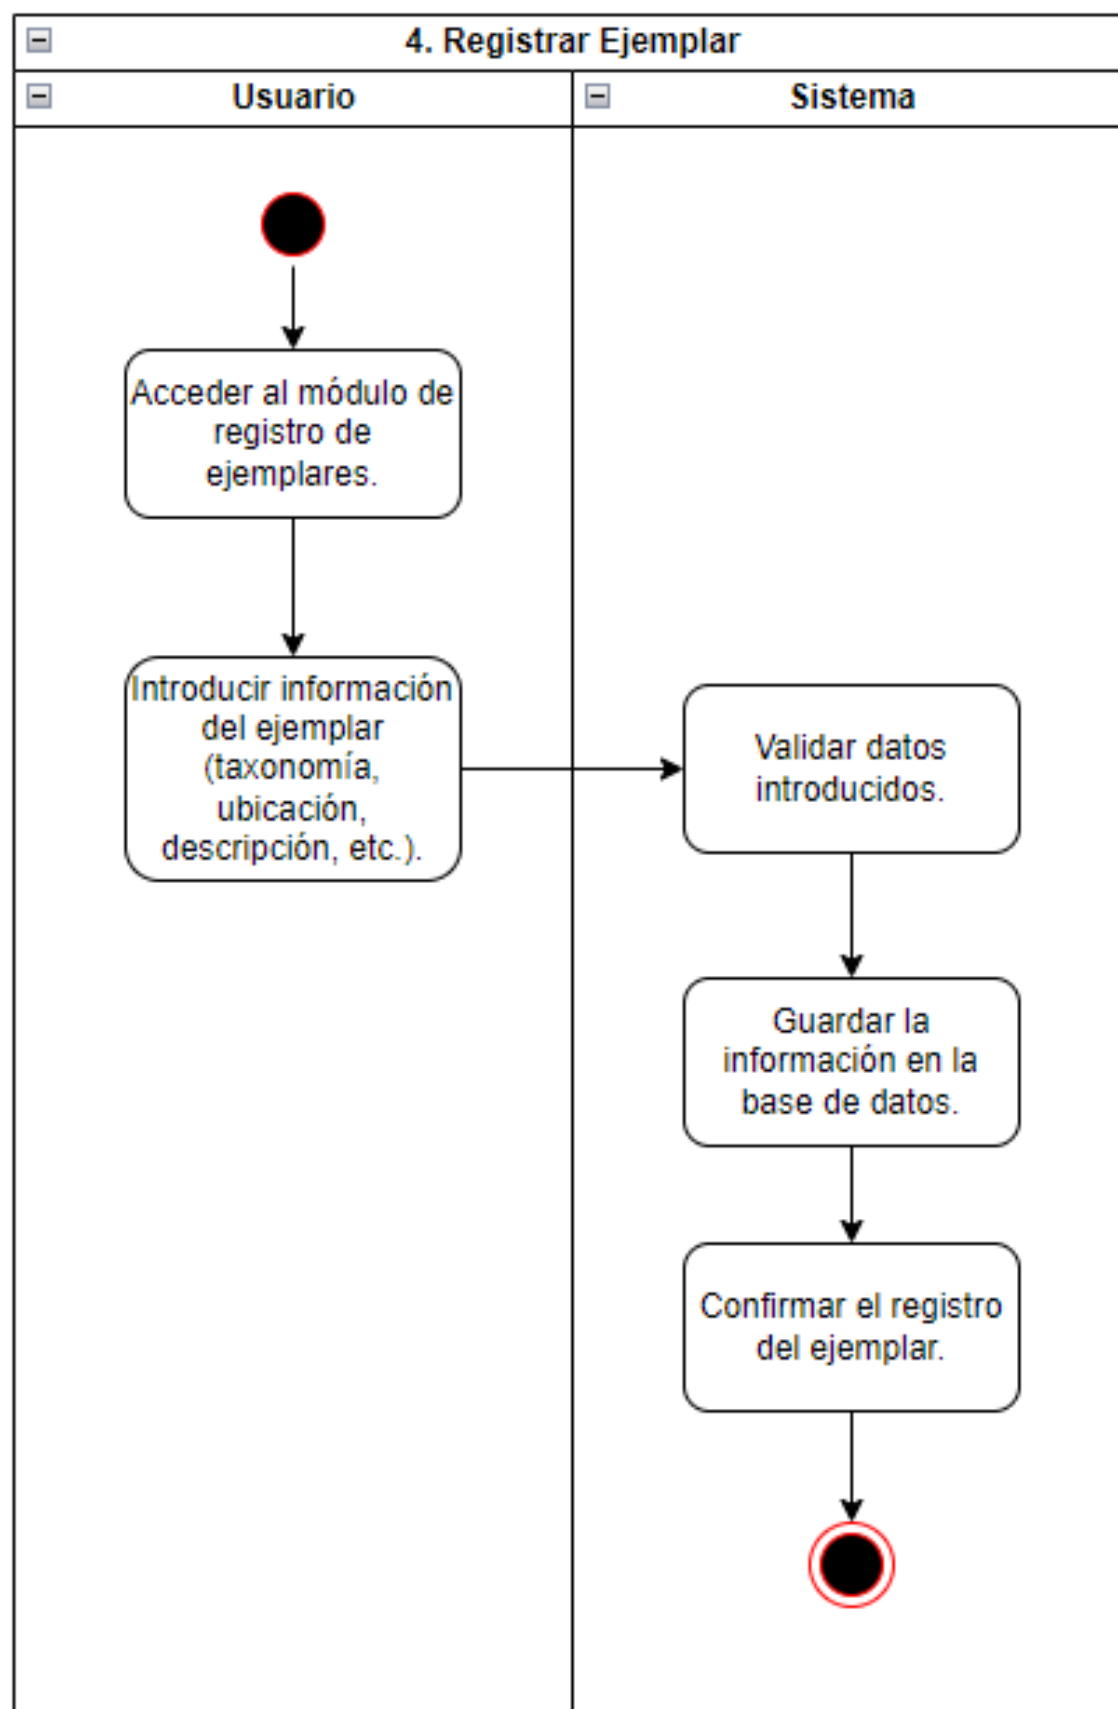 4. Registrar Ejemplar
Usuario
Sistema
Acceder al módulo de
registro de
ejemplares.
Introducir información
del ejemplar
(taxonomía,
ubicación,
descripción, etc.).
Validar datos
introducidos.
Guardar la
información en la
base de datos.
Confirmar el registro
del ejemplar.